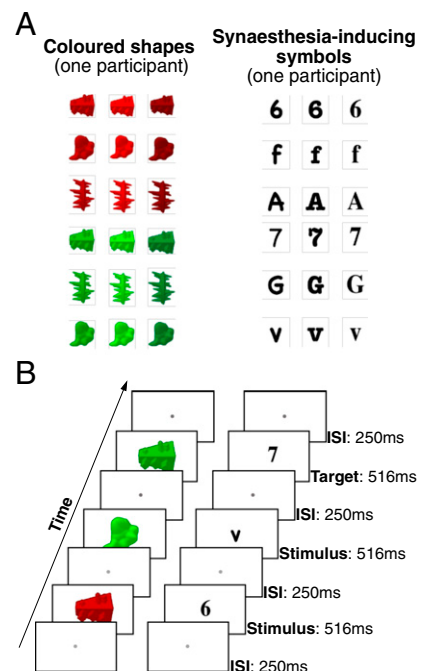 A
Coloured shapes
(one participant)
Synaesthesia-inducing
symbols
(one participant)
6 6 6
f f f
A A A
7 7 7
G G G
v v v
B
Time
ISI: 250ms
7
Target: 516ms
ISI: 250ms
v
Stimulus: 516ms
ISI: 250ms
6
Stimulus: 516ms
ISI: 250ms